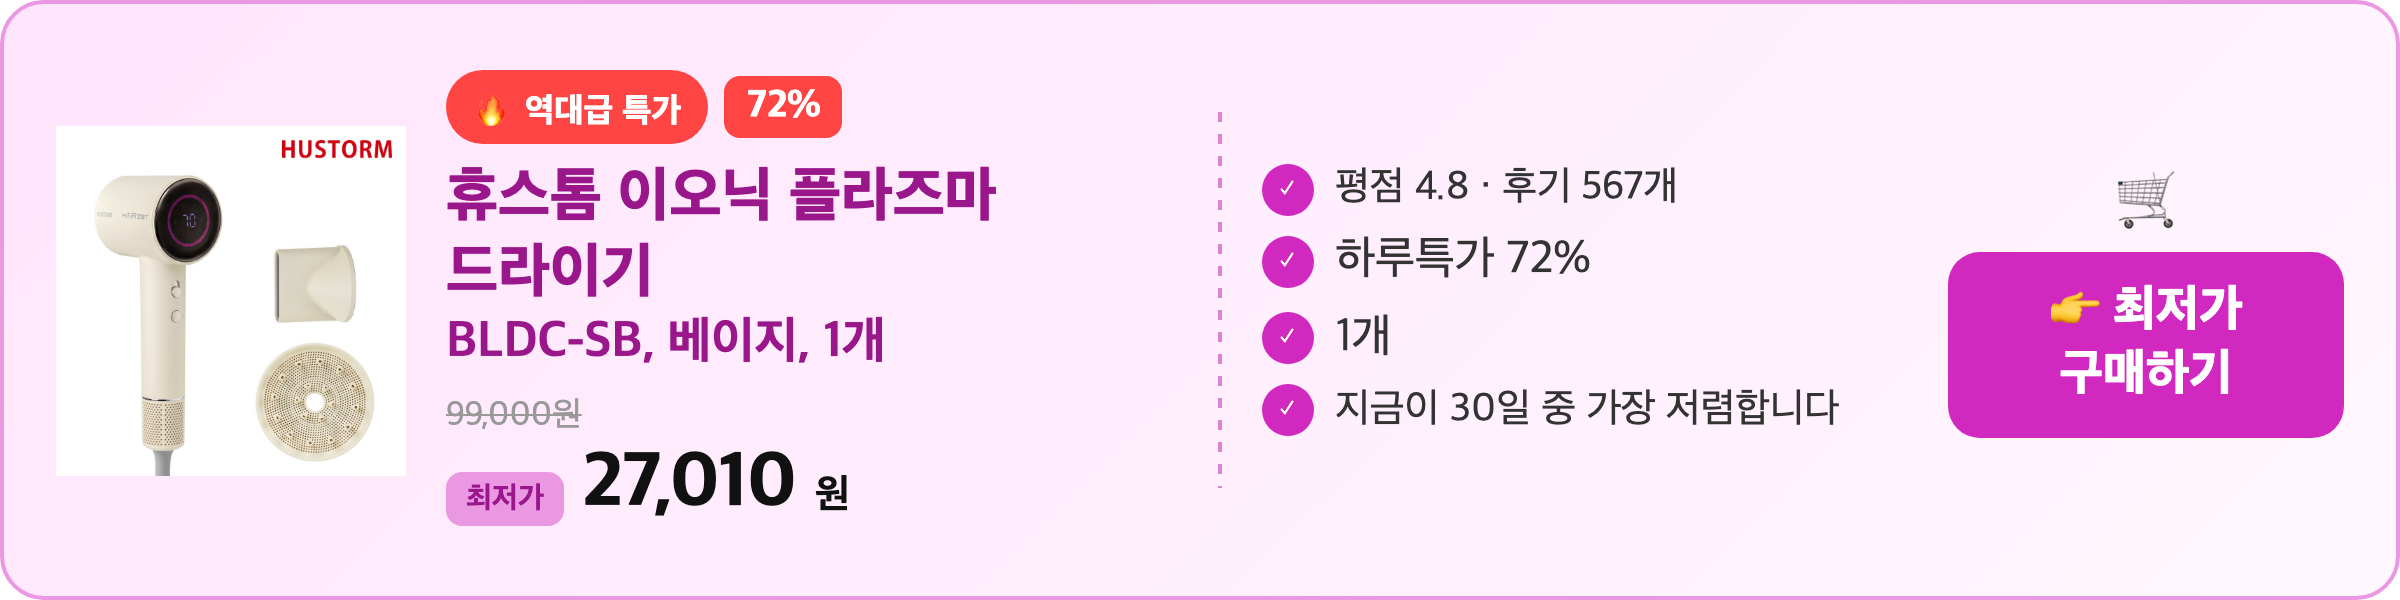 HUSTORM
70
역대급 특가
72%
휴스톰 이오닉 플라즈마
드라이기
BLDC-SB, 베이지, 1개
99,000원
최저가 27,010 원
평점 4.8 · 후기 567개
하루특가 72%
1개
지금이 30일 중 가장 저렴합니다
최저가
구매하기